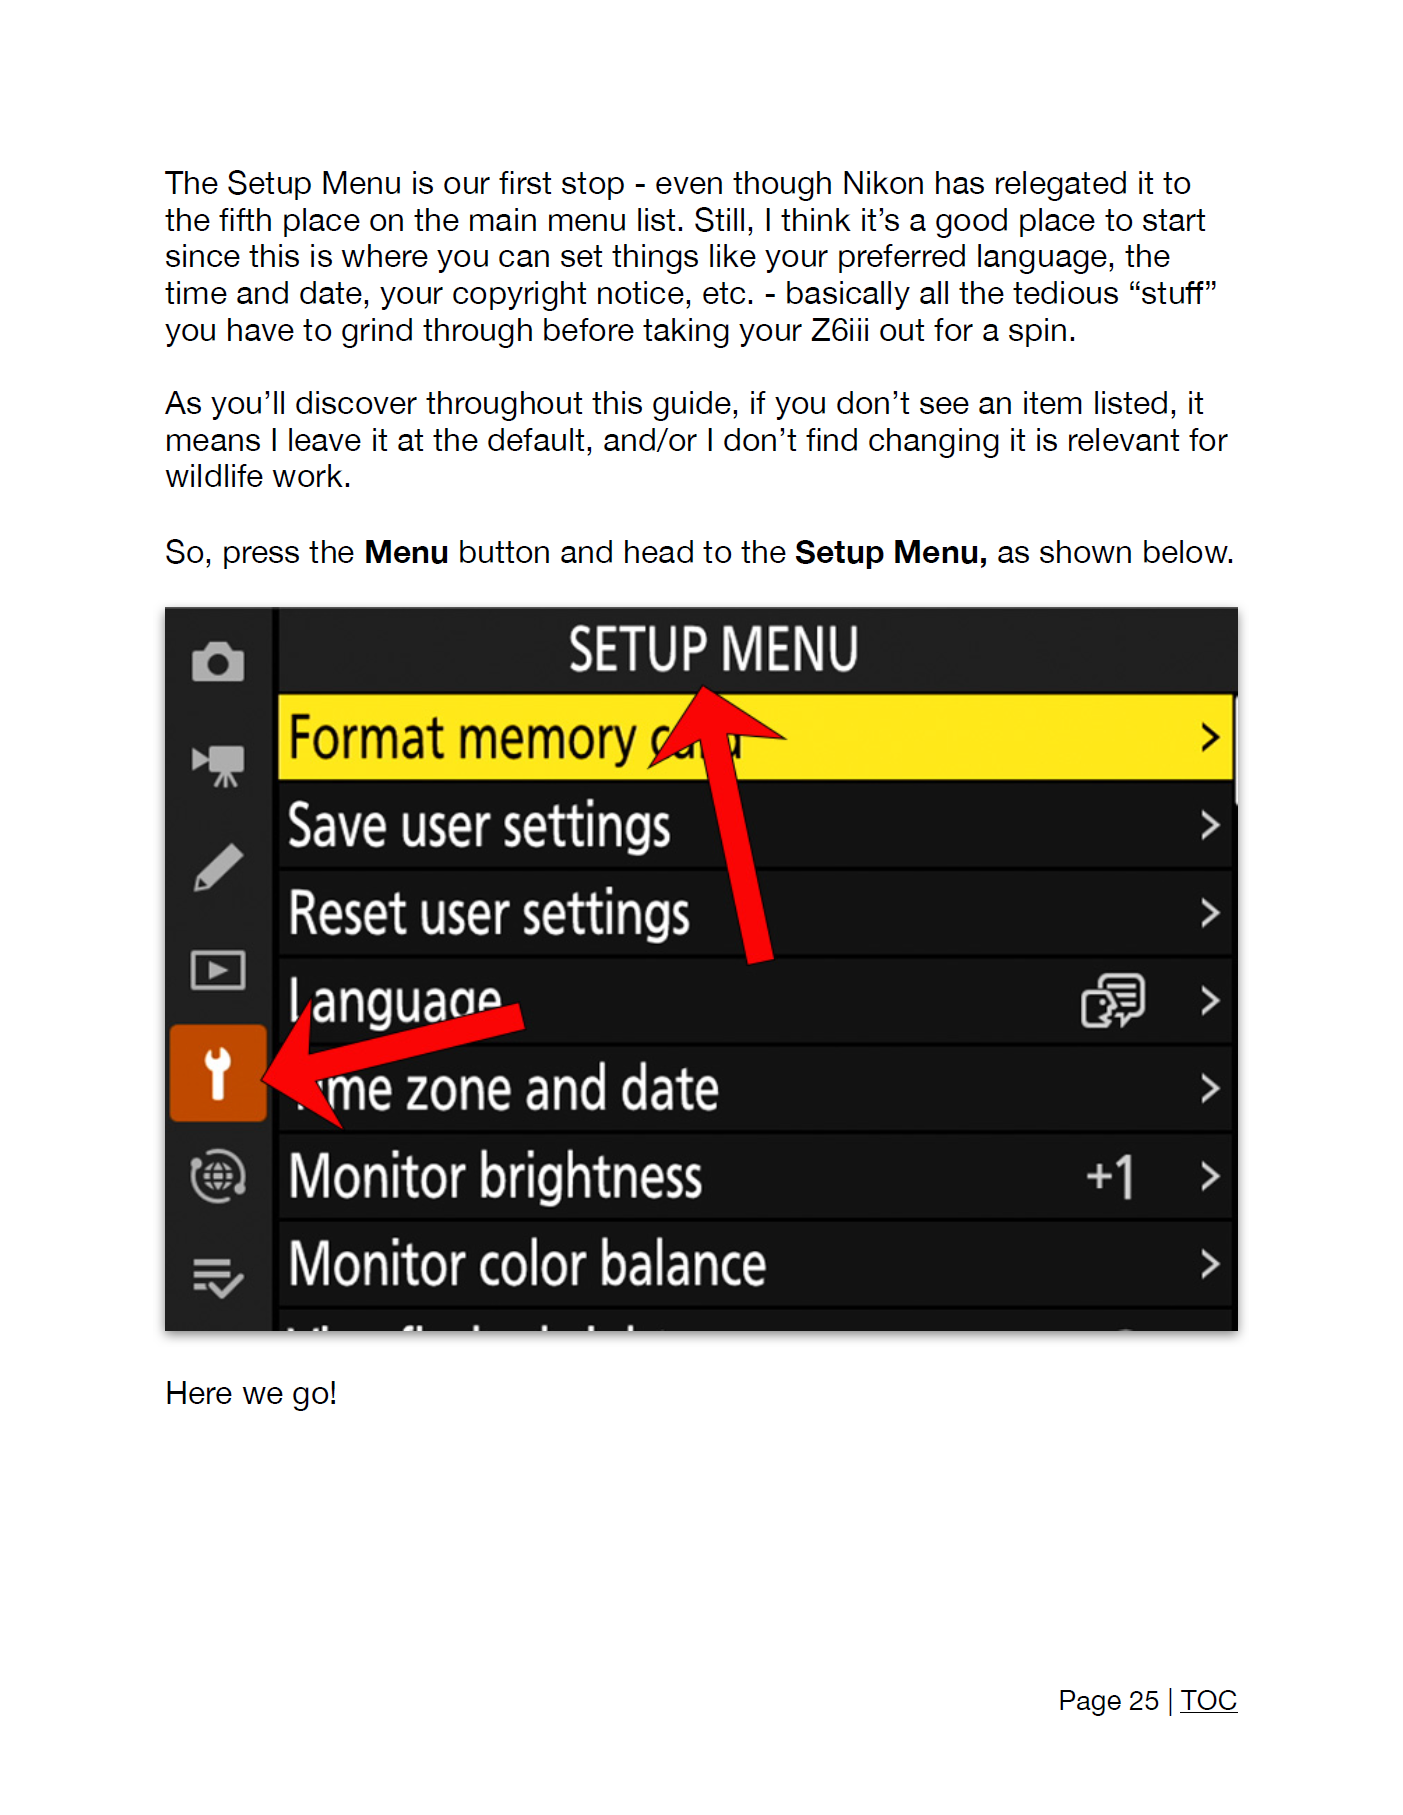 The Setup Menu is our first stop - even though Nikon has relegated it to
the fifth place on the main menu list. Still, I think it’s a good place to start
since this is where you can set things like your preferred language, the
time and date, your copyright notice, etc. - basically all the tedious “stuff”
you have to grind through before taking your Z6iii out for a spin.
As you’ll discover throughout this guide, if you don’t see an item listed, it
means I leave it at the default, and/or I don’t find changing it is relevant for
wildlife work.
So, press the Menu button and head to the Setup Menu, as shown below.
SETUP MENU
Format memory card
Save user settings
Reset user settings
Language
Time zone and date
Monitor brightness +1
Monitor color balance
Here we go!
Page 25 | TOC